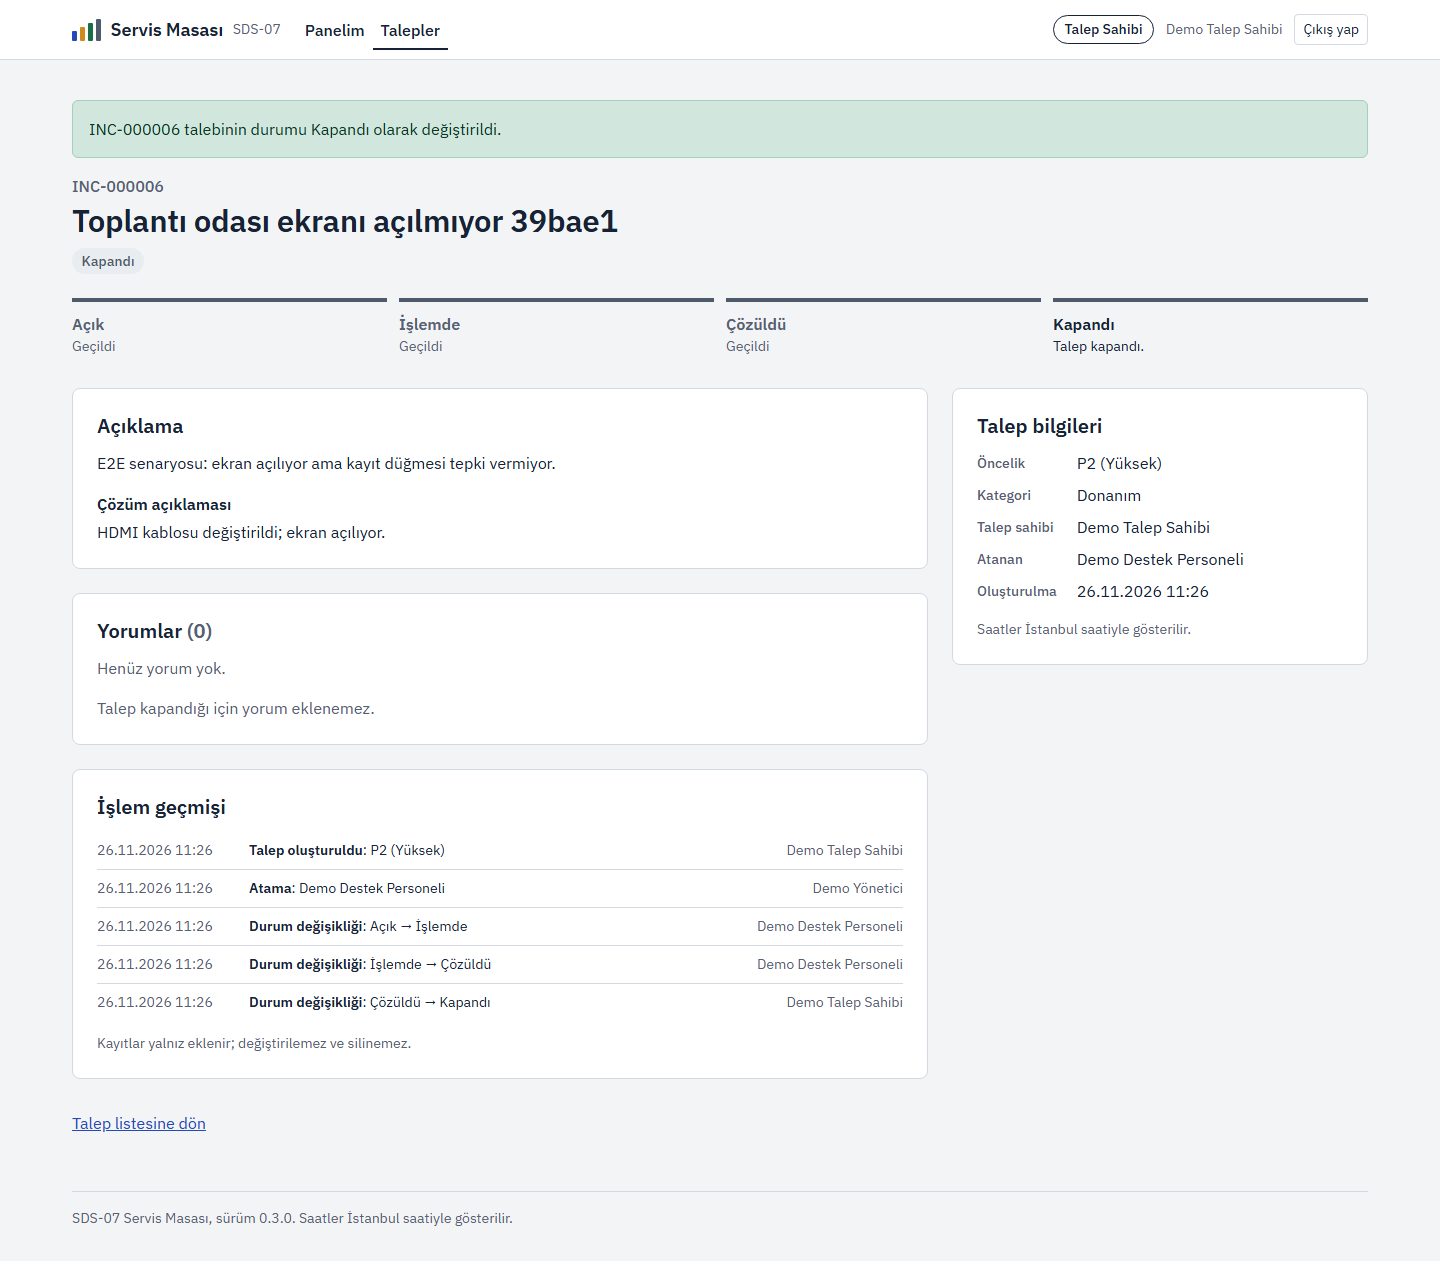 Servis Masası SDS-07 Panelim Talepler Talep Sahibi Demo Talep Sahibi Çıkış yap
INC-000006 talebinin durumu Kapandı olarak değiştirildi.
INC-000006
Toplantı odası ekranı açılmıyor 39bae1
Kapandı
Açık
Geçildi
İşlemde
Geçildi
Çözüldü
Geçildi
Kapandı
Talep kapandı.
Açıklama
E2E senaryosu: ekran açılıyor ama kayıt düğmesi tepki vermiyor.
Çözüm açıklaması
HDMI kablosu değiştirildi; ekran açılıyor.
Talep bilgileri
Öncelik P2 (Yüksek)
Kategori Donanım
Talep sahibi Demo Talep Sahibi
Atanan Demo Destek Personeli
Oluşturulma 26.11.2026 11:26
Saatler İstanbul saatiyle gösterilir.
Yorumlar (0)
Henüz yorum yok.
Talep kapandığı için yorum eklenemez.
İşlem geçmişi
26.11.2026 11:26 Talep oluşturuldu: P2 (Yüksek) Demo Talep Sahibi
26.11.2026 11:26 Atama: Demo Destek Personeli Demo Yönetici
26.11.2026 11:26 Durum değişikliği: Açık → İşlemde Demo Destek Personeli
26.11.2026 11:26 Durum değişikliği: İşlemde → Çözüldü Demo Destek Personeli
26.11.2026 11:26 Durum değişikliği: Çözüldü → Kapandı Demo Talep Sahibi
Kayıtlar yalnız eklenir; değiştirilemez ve silinemez.
Talep listesine dön
SDS-07 Servis Masası, sürüm 0.3.0. Saatler İstanbul saatiyle gösterilir.